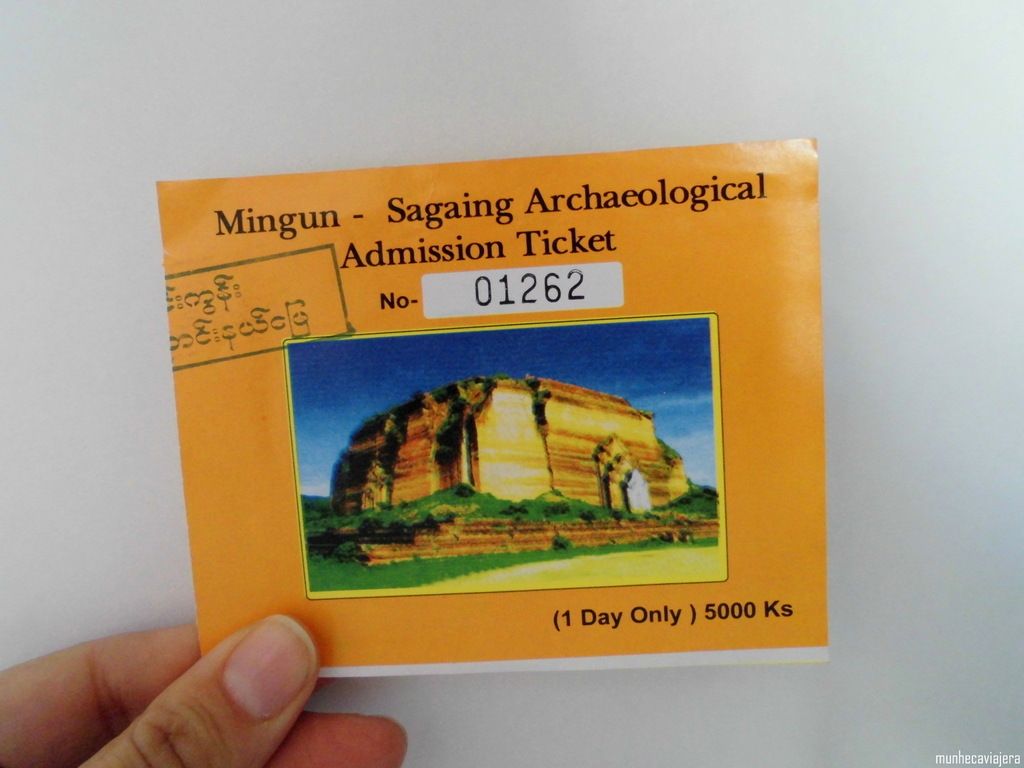 Mingun - Sagaing Archaeological
Admission Ticket
No- 01262
(1 Day Only ) 5000 Ks
munhecaviajera